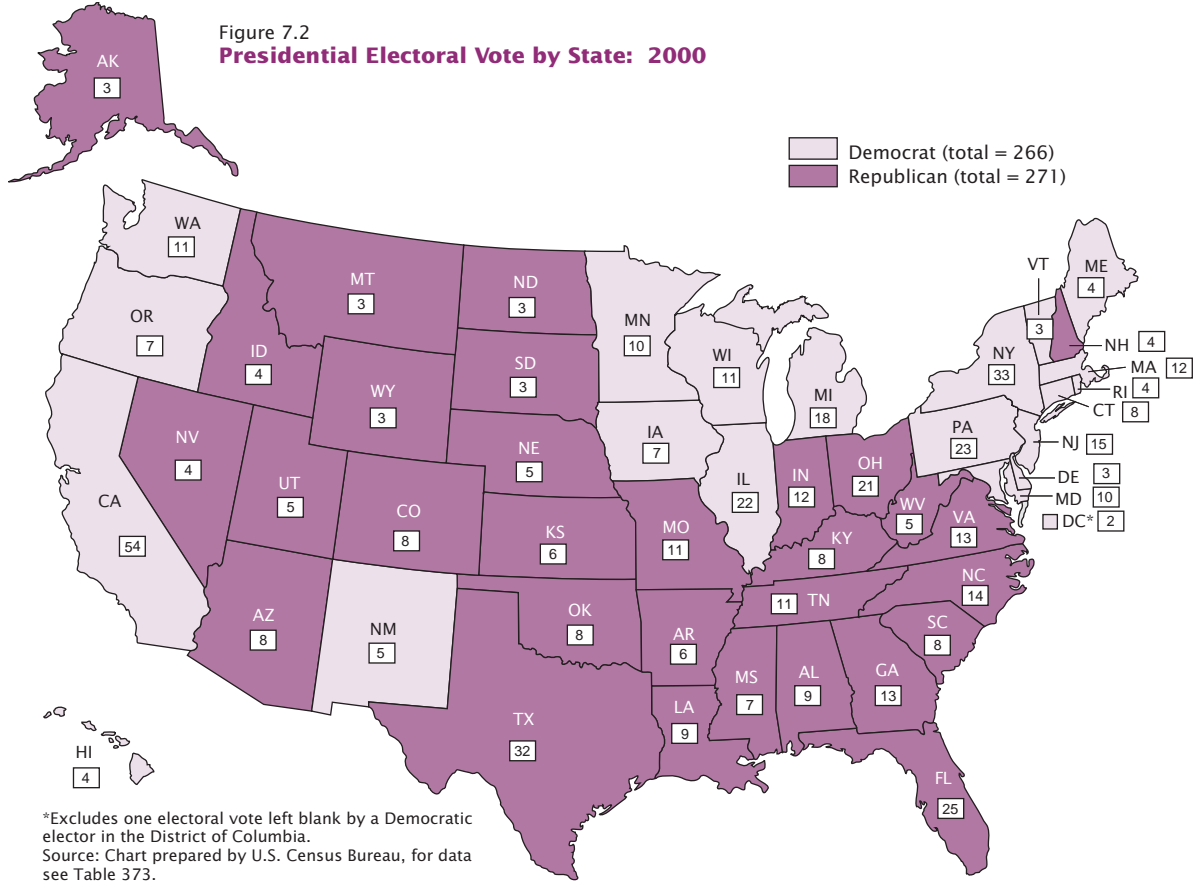 Figure 7.2
Presidential Electoral Vote by State: 2000
AK
3
Democrat (total = 266)
Republican (total = 271)
WA
11
OR
7
CA
54
NV
4
ID
4
MT
3
WY
3
UT
5
CO
8
AZ
8
NM
5
ND
3
SD
3
NE
5
KS
6
OK
8
TX
32
MN
10
IA
7
MO
11
AR
6
LA
9
WI
11
IL
22
MI
18
IN
12
OH
21
KY
8
11 TN
MS
7
AL
9
GA
13
FL
25
SC
8
NC
14
VA
13
WV
5
PA
23
NY
33
VT
3
ME
4
NH 4
MA 12
RI 4
CT 8
NJ 15
DE 3
MD 10
DC* 2
HI
4
*Excludes one electoral vote left blank by a Democratic
elector in the District of Columbia.
Source: Chart prepared by U.S. Census Bureau, for data
see Table 373.